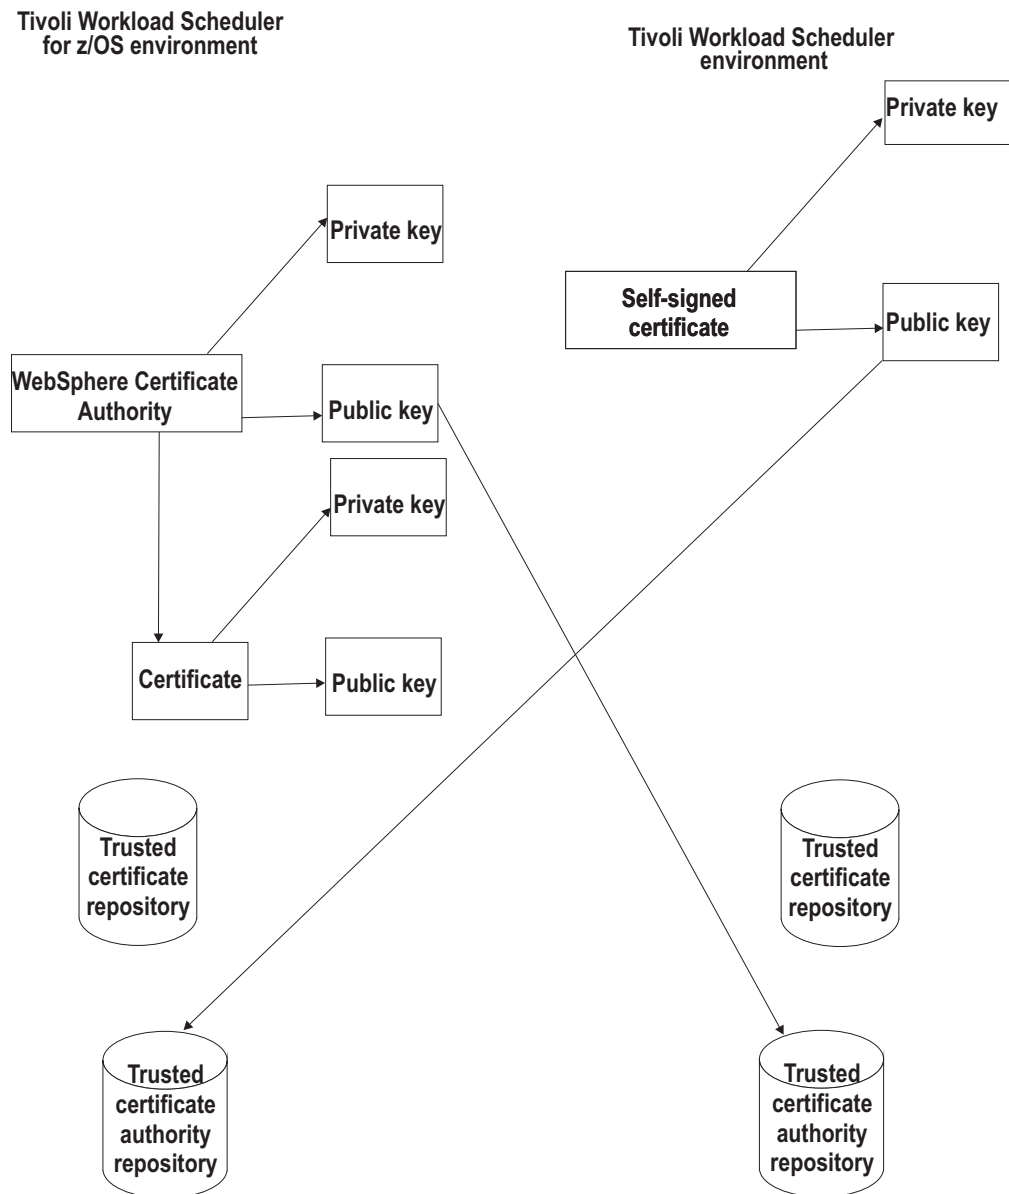 Tivoli Workload Scheduler
for z/OS environment
Tivoli Workload Scheduler
environment
Private key
Private key
Self-signed
certificate
Public key
WebSphere Certificate
Authority
Public key
Private key
Certificate
Public key
Trusted
certificate
repository
Trusted
certificate
repository
Trusted
certificate
authority
repository
Trusted
certificate
authority
repository